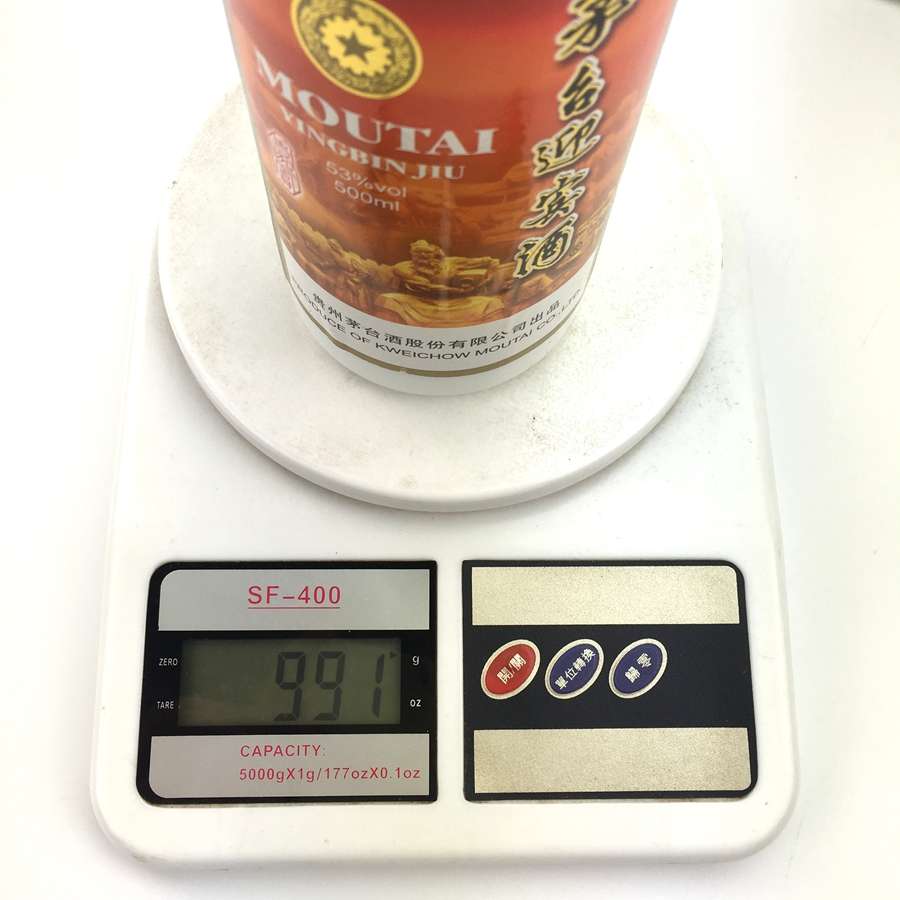 MOUTAI
YINGBIN JIU
53%vol
500ml
茅台迎宾酒
贵州茅台酒股份有限公司出品
PRODUCE OF KWEICHOW MOUTAI CO.,LTD
SF-400
ZERO
TARE
991
g
oz
CAPACITY:
5000gX1g/177ozX0.1oz
開/關
單位轉換
歸零